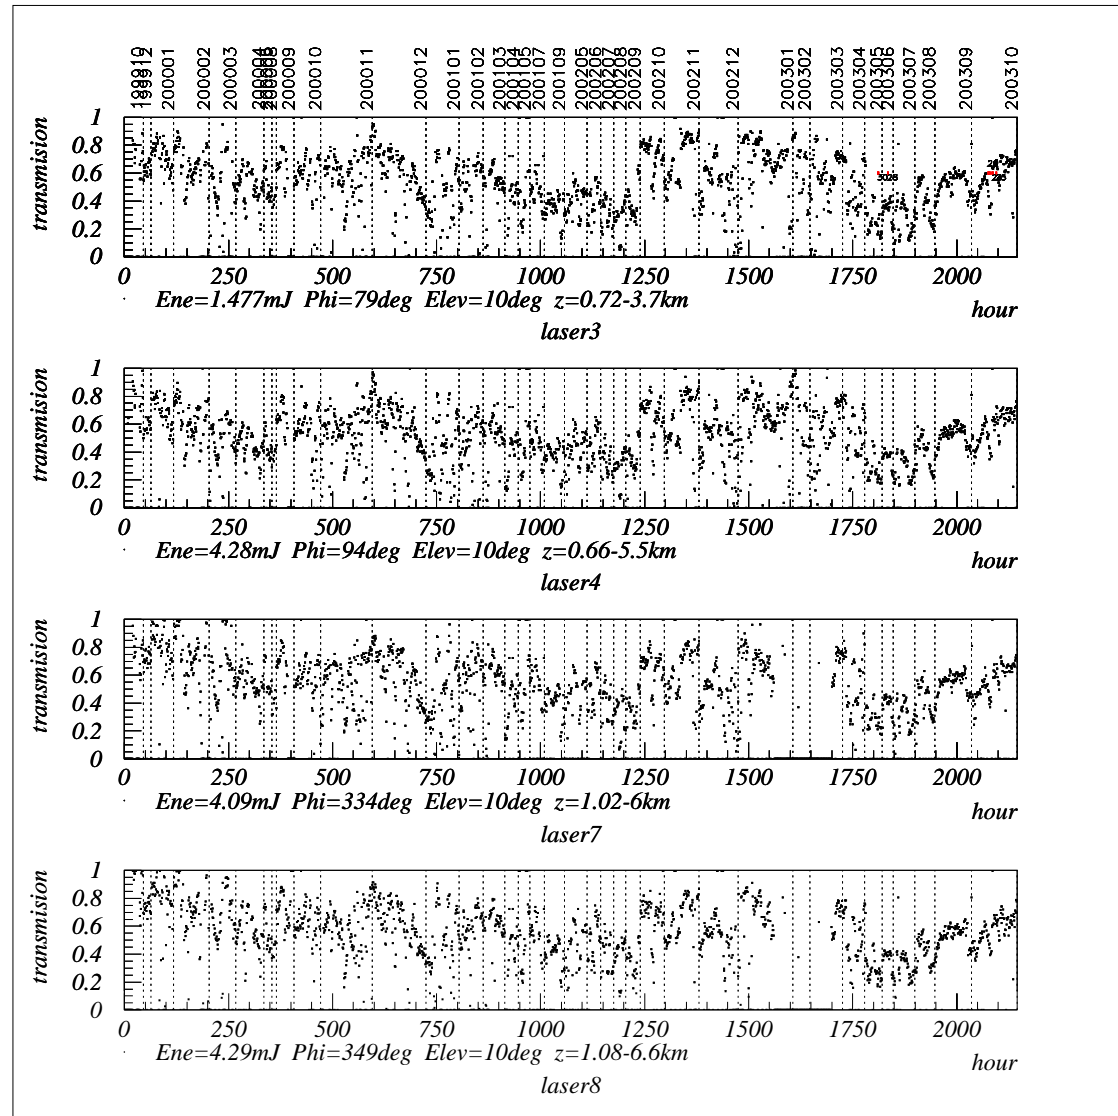 199910 199912 200001 200002 200003 200004 200008 200009 200010 200011 200012 200101 200102 200103 200104 200105 200107 200109 200205 200206 200207 200208 200209 200210 200211 200212 200301 200302 200303 200304 200305 200306 200307 200308 200309 200310
transmision
1
0.8
0.6
0.4
0.2
0
0 250 500 750 1000 1250 1500 1750 2000
Ene=1.477mJ Phi=79deg Elev=10deg z=0.72-3.7km
hour
laser3
transmision
1
0.8
0.6
0.4
0.2
0
0 250 500 750 1000 1250 1500 1750 2000
Ene=4.28mJ Phi=94deg Elev=10deg z=0.66-5.5km
hour
laser4
transmision
1
0.8
0.6
0.4
0.2
0
0 250 500 750 1000 1250 1500 1750 2000
Ene=4.09mJ Phi=334deg Elev=10deg z=1.02-6km
hour
laser7
transmision
1
0.8
0.6
0.4
0.2
0
0 250 500 750 1000 1250 1500 1750 2000
Ene=4.29mJ Phi=349deg Elev=10deg z=1.08-6.6km
hour
laser8